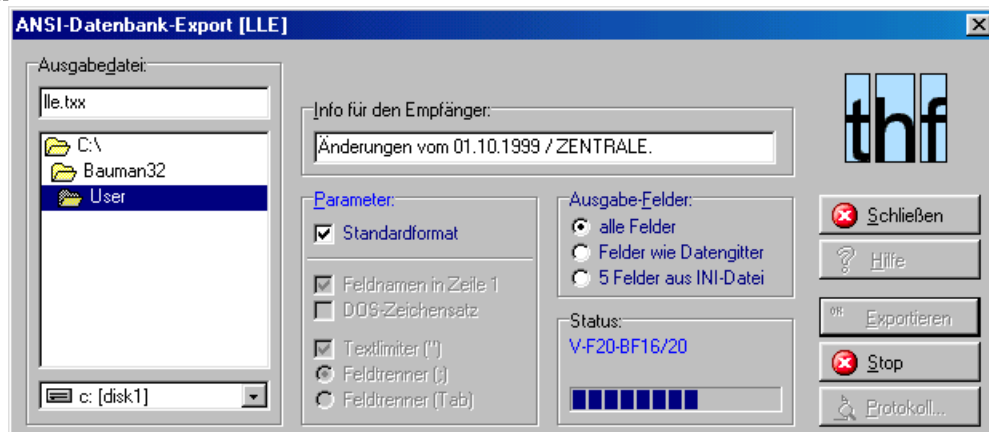 ANSI-Datenbank-Export [LLE]
Ausgabedatei:
lle.txx
C:\
Bauman32
User
c: [disk1]
Info für den Empfänger:
Änderungen vom 01.10.1999 / ZENTRALE.
Parameter:
Standardformat
Feldnamen in Zeile 1
DOS-Zeichensatz
Textlimiter (")
Feldtrenner (;)
Feldtrenner (Tab)
Ausgabe-Felder:
alle Felder
Felder wie Datengitter
5 Felder aus INI-Datei
Status:
V-F20-BF16/20
thf
Schließen
Hilfe
OK Exportieren
Stop
Protokoll...